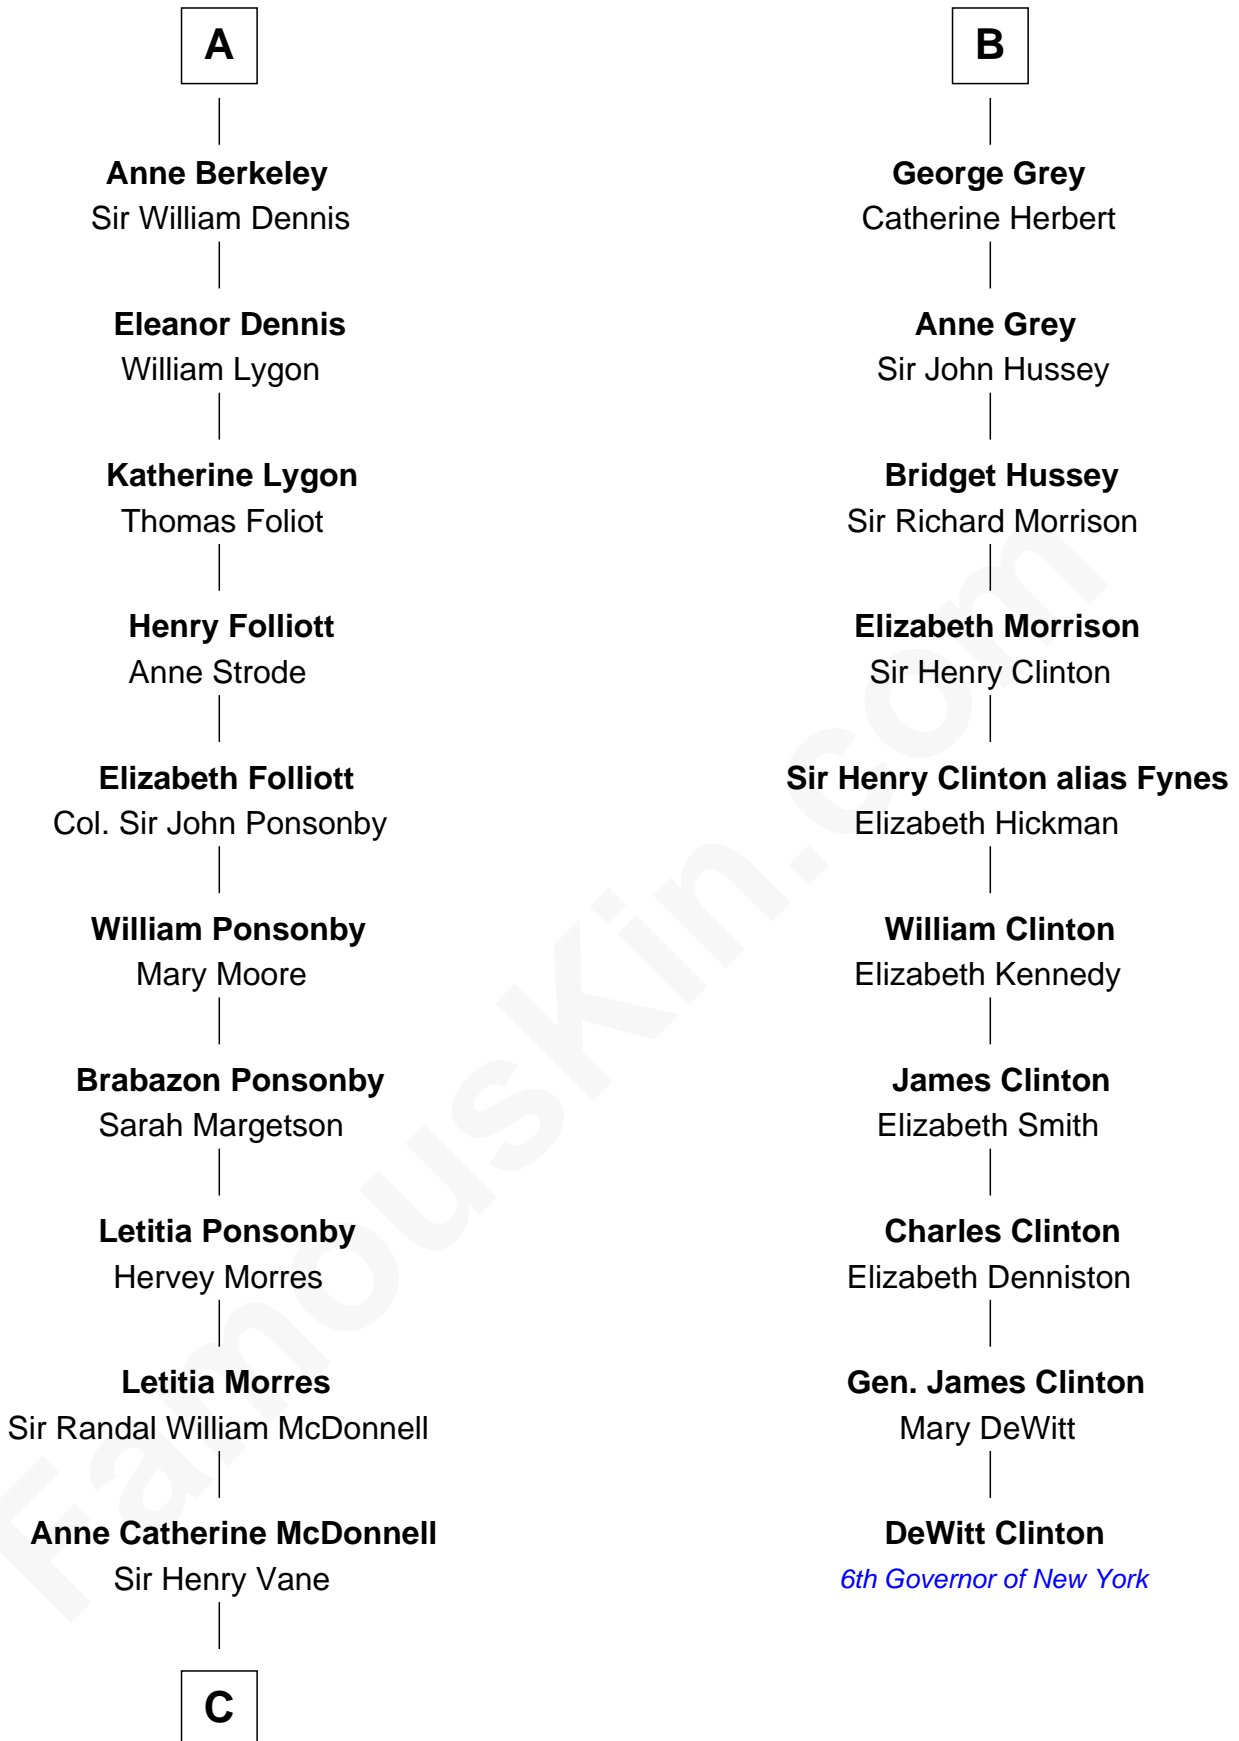 A
Anne Berkeley
Sir William Dennis
Eleanor Dennis
William Lygon
Katherine Lygon
Thomas Foliot
Henry Folliott
Anne Strode
Elizabeth Folliott
Col. Sir John Ponsonby
William Ponsonby
Mary Moore
Brabazon Ponsonby
Sarah Margetson
Letitia Ponsonby
Hervey Morres
Letitia Morres
Sir Randal William McDonnell
Anne Catherine McDonnell
Sir Henry Vane
C
B
George Grey
Catherine Herbert
Anne Grey
Sir John Hussey
Bridget Hussey
Sir Richard Morrison
Elizabeth Morrison
Sir Henry Clinton
Sir Henry Clinton alias Fynes
Elizabeth Hickman
William Clinton
Elizabeth Kennedy
James Clinton
Elizabeth Smith
Charles Clinton
Elizabeth Denniston
Gen. James Clinton
Mary DeWitt
DeWitt Clinton
6th Governor of New York
FamousKin.com